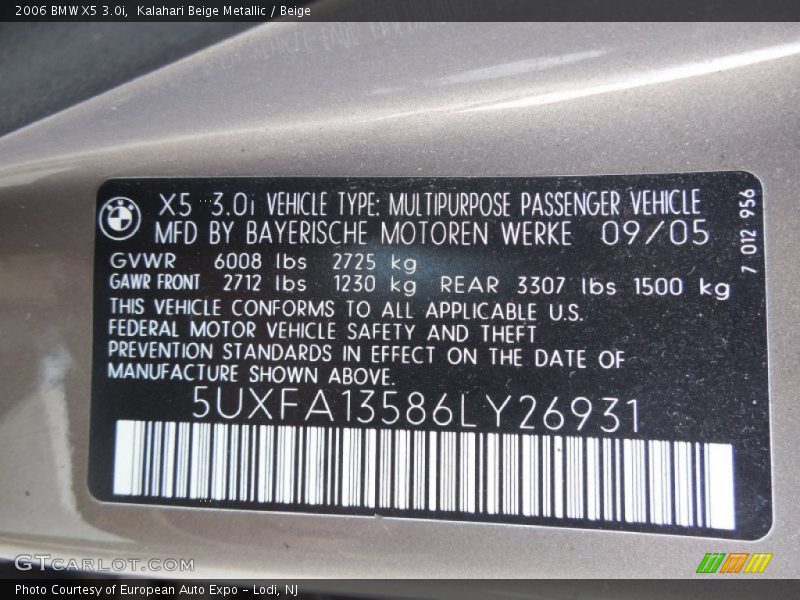 2006 BMW X5 3.0i, Kalahari Beige Metallic / Beige
X5 3.0i VEHICLE TYPE: MULTIPURPOSE PASSENGER VEHICLE
MFD BY BAYERISCHE MOTOREN WERKE 09/05
GVWR 6008 lbs 2725 kg
GAWR FRONT 2712 lbs 1230 kg REAR 3307 lbs 1500 kg
THIS VEHICLE CONFORMS TO ALL APPLICABLE U.S.
FEDERAL MOTOR VEHICLE SAFETY AND THEFT
PREVENTION STANDARDS IN EFFECT ON THE DATE OF
MANUFACTURE SHOWN ABOVE.
5UXFA13586LY26931
7 012 956
GTCARLOT.COM
Photo Courtesy of European Auto Expo - Lodi, NJ